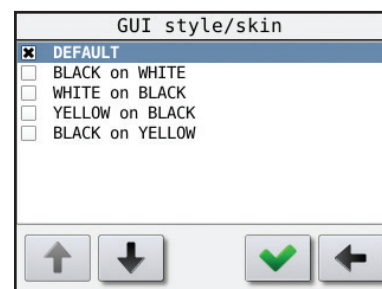 GUI style/skin
DEFAULT
BLACK on WHITE
WHITE on BLACK
YELLOW on BLACK
BLACK on YELLOW